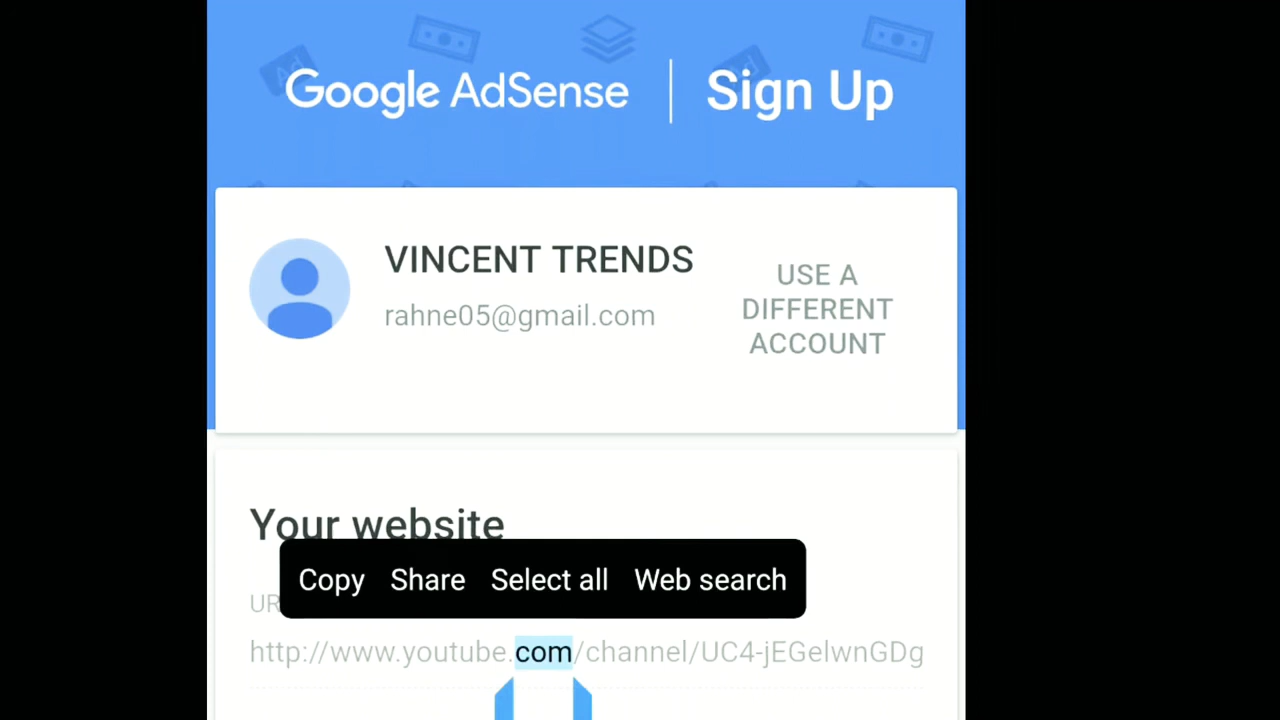 Google AdSense | Sign Up
VINCENT TRENDS
rahne05@gmail.com
USE A
DIFFERENT
ACCOUNT
Your website
Copy Share Select all Web search
UR
http://www.youtube.com/channel/UC4-jEGelwnGDg